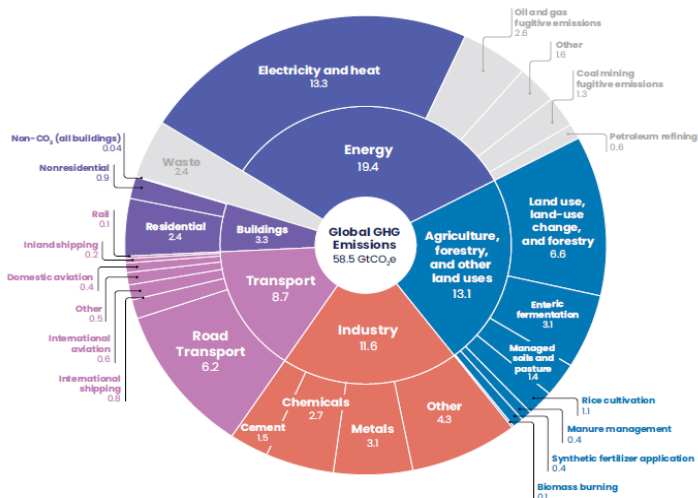 Oil and gas
fugitive emissions
2.6
Other
1.6
Coal mining
fugitive emissions
1.3
Petroleum refining
0.6
Electricity and heat
13.3
Energy
19.4
Non-CO₂ (all buildings)
0.04
Nonresidential
0.9
Waste
2.4
Residential
2.4
Buildings
3.3
Global GHG
Emissions
58.5 GtCO₂e
Agriculture,
forestry,
and other
land uses
13.1
Land use,
land-use
change,
and forestry
6.6
Rail
0.1
Inland shipping
0.2
Domestic aviation
0.4
Other
0.5
International
aviation
0.6
International
shipping
0.8
Transport
8.7
Road
Transport
6.2
Industry
11.6
Enteric
fermentation
3.1
Managed
soils and
pasture
1.4
Rice cultivation
1.1
Manure management
0.4
Synthetic fertilizer application
0.4
Biomass burning
0.1
Cement
1.5
Chemicals
2.7
Metals
3.1
Other
4.3